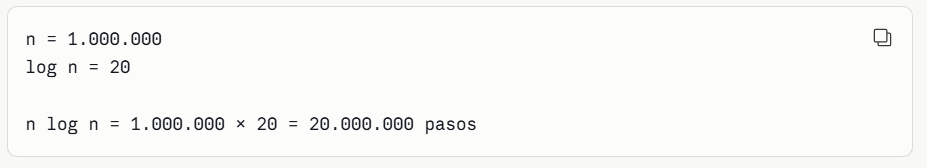 n = 1.000.000
log n = 20
n log n = 1.000.000 × 20 = 20.000.000 pasos